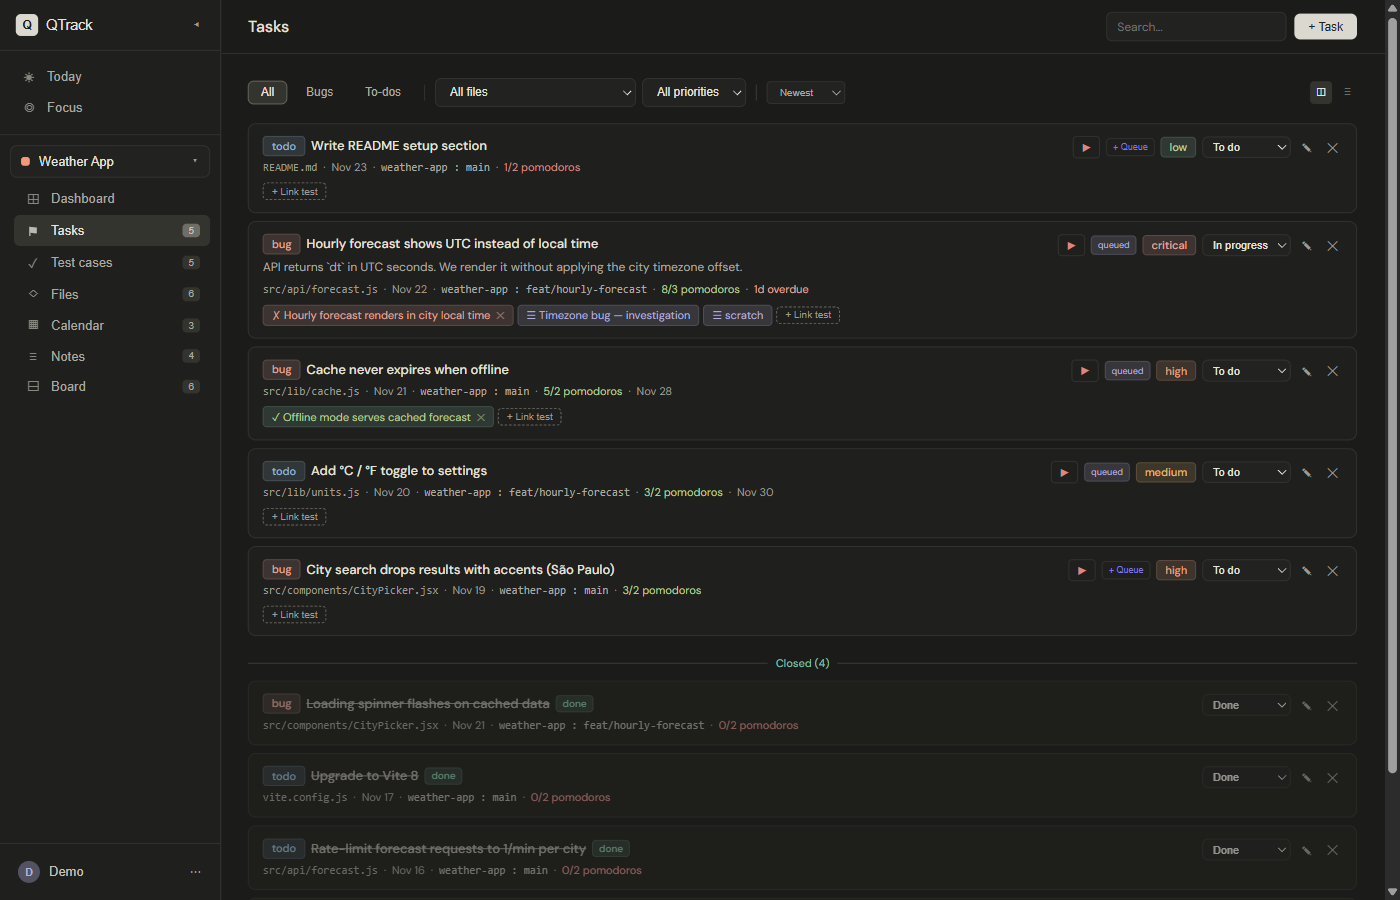 Q QTrack
Today
Focus
Weather App
Dashboard
Tasks 5
Test cases 5
Files 6
Calendar 3
Notes 4
Board 6
D Demo
Tasks
Search...
+ Task
All Bugs To-dos All files All priorities Newest
todo Write README setup section + Queue low To do
README.md · Nov 23 · weather-app : main · 1/2 pomodoros
+ Link test
bug Hourly forecast shows UTC instead of local time queued critical In progress
API returns `dt` in UTC seconds. We render it without applying the city timezone offset.
src/api/forecast.js · Nov 22 · weather-app : feat/hourly-forecast · 8/3 pomodoros · 1d overdue
✗ Hourly forecast renders in city local time ✕ ☰ Timezone bug — investigation ☰ scratch + Link test
bug Cache never expires when offline queued high To do
src/lib/cache.js · Nov 21 · weather-app : main · 5/2 pomodoros · Nov 28
✓ Offline mode serves cached forecast ✕ + Link test
todo Add °C / °F toggle to settings queued medium To do
src/lib/units.js · Nov 20 · weather-app : feat/hourly-forecast · 3/2 pomodoros · Nov 30
+ Link test
bug City search drops results with accents (São Paulo) + Queue high To do
src/components/CityPicker.jsx · Nov 19 · weather-app : main · 3/2 pomodoros
+ Link test
Closed (4)
bug Loading spinner flashes on cached data done Done
src/components/CityPicker.jsx · Nov 21 · weather-app : feat/hourly-forecast · 0/2 pomodoros
todo Upgrade to Vite 8 done Done
vite.config.js · Nov 17 · weather-app : main · 0/2 pomodoros
todo Rate-limit forecast requests to 1/min per city done Done
src/api/forecast.js · Nov 16 · weather-app : main · 0/2 pomodoros